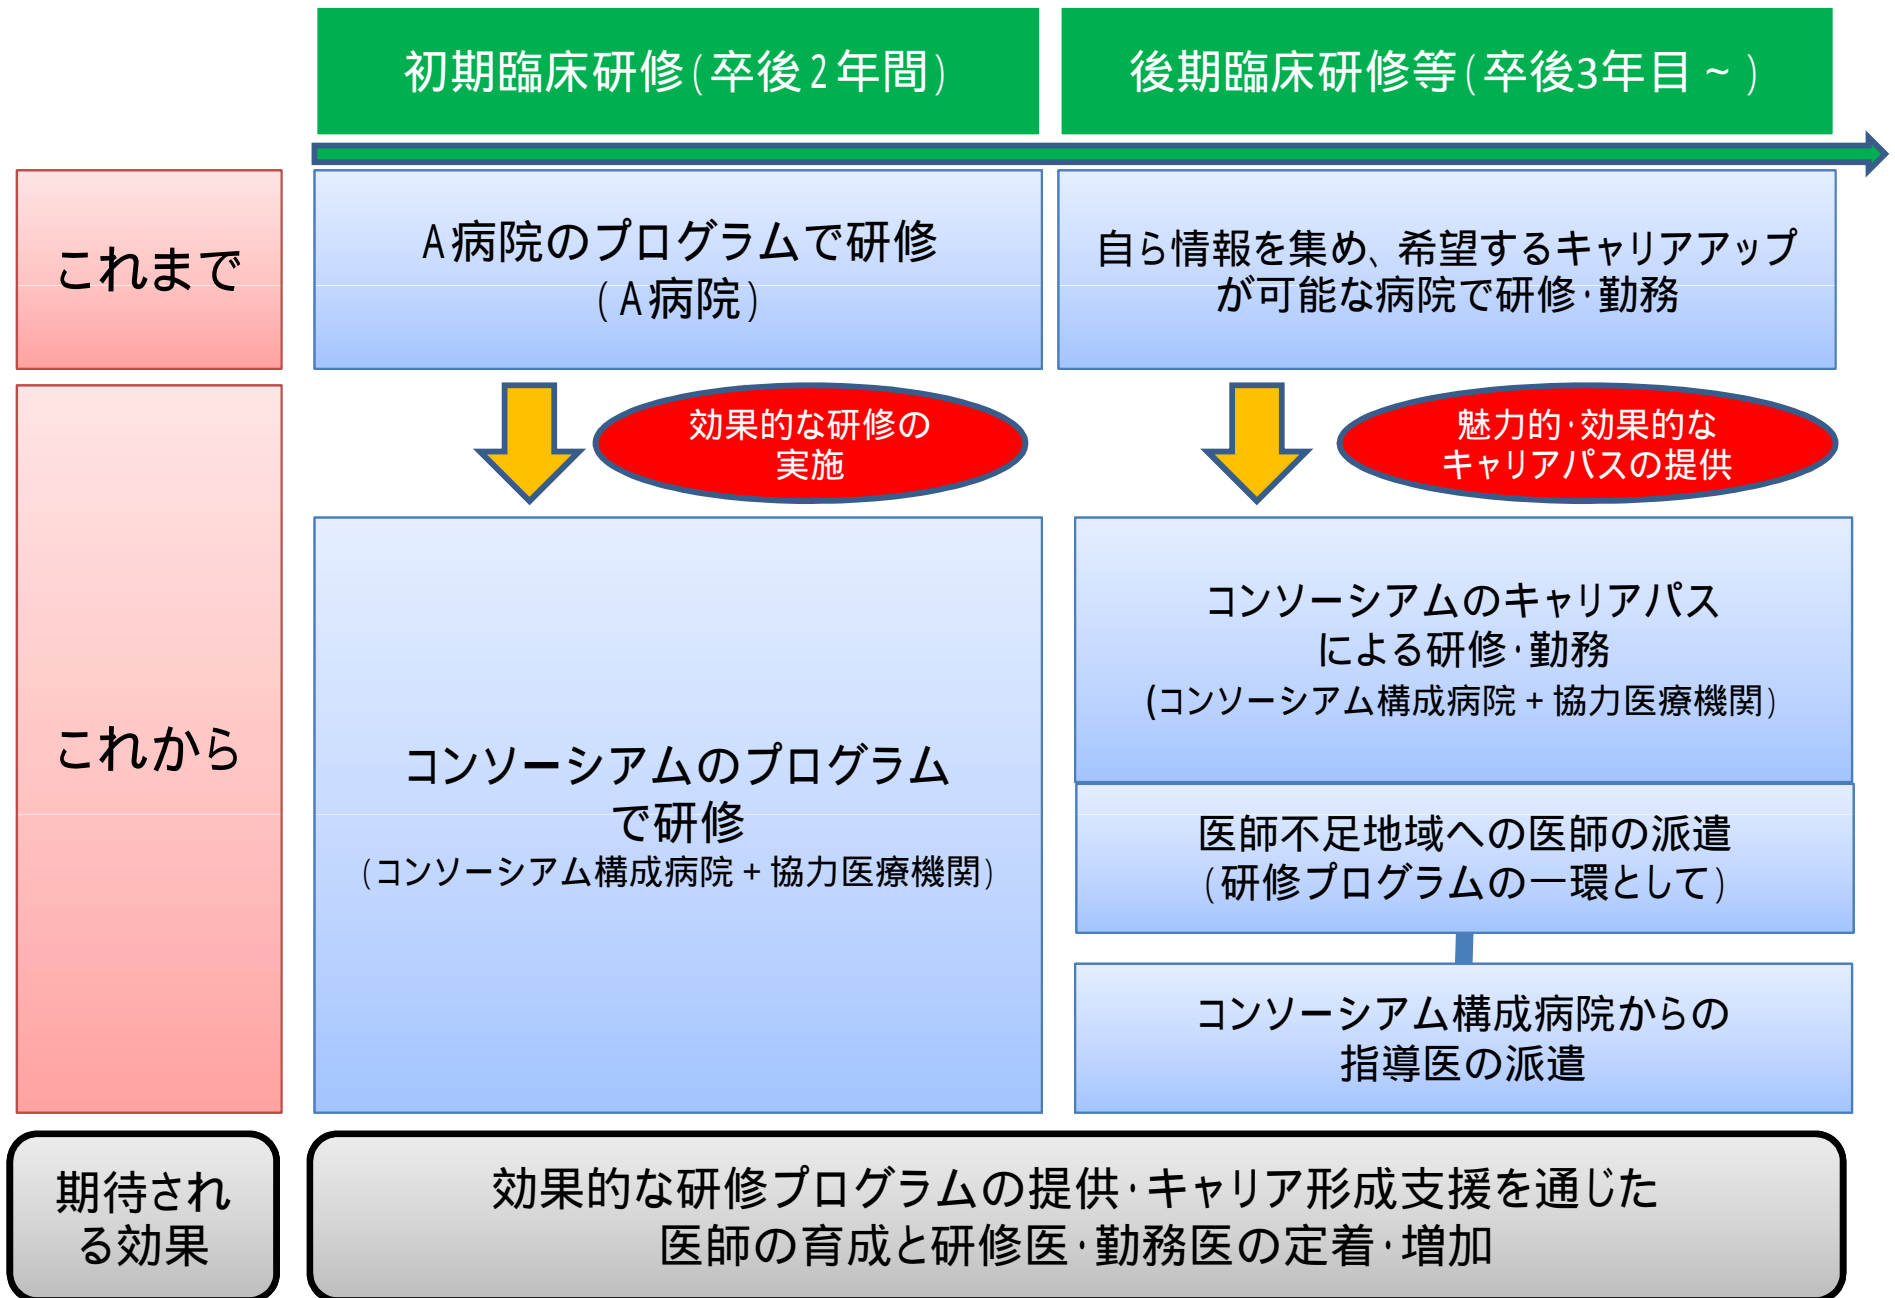 初期臨床研修(卒後2年間)
後期臨床研修等(卒後3年目~)
これまで
A病院のプログラムで研修
(A病院)
自ら情報を集め、希望するキャリアアップ
が可能な病院で研修・勤務
効果的な研修の
実施
魅力的・効果的な
キャリアパスの提供
これから
コンソーシアムのプログラム
で研修
(コンソーシアム構成病院+協力医療機関)
コンソーシアムのキャリアパス
による研修・勤務
(コンソーシアム構成病院+協力医療機関)
医師不足地域への医師の派遣
(研修プログラムの一環として)
コンソーシアム構成病院からの
指導医の派遣
期待され
る効果
効果的な研修プログラムの提供・キャリア形成支援を通じた
医師の育成と研修医・勤務医の定着・増加